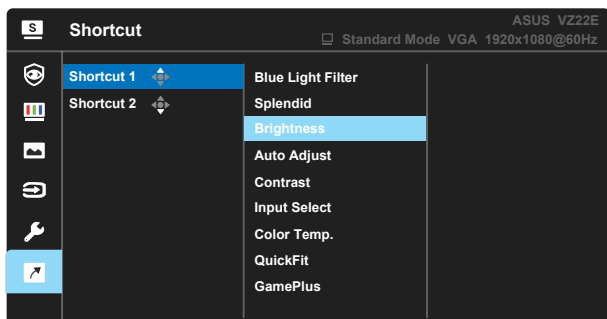 S Shortcut
ASUS VZ22E
Standard Mode VGA 1920x1080@60Hz
Shortcut 1
Shortcut 2
Blue Light Filter
Splendid
Brightness
Auto Adjust
Contrast
Input Select
Color Temp.
QuickFit
GamePlus